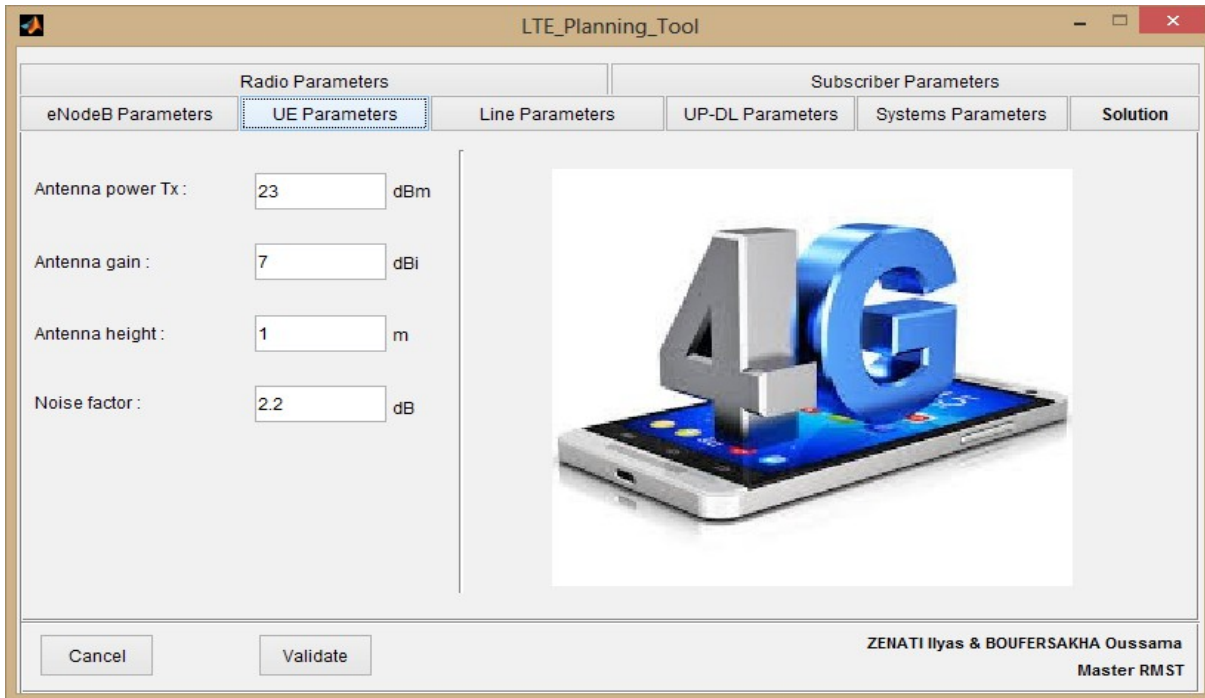 LTE_Planning_Tool
Radio Parameters Subscriber Parameters
eNodeB Parameters UE Parameters Line Parameters UP-DL Parameters Systems Parameters Solution
Antenna power Tx : 23 dBm
Antenna gain : 7 dBi
Antenna height : 1 m
Noise factor : 2.2 dB
4G
Cancel Validate
ZENATI Ilyas & BOUFERSAKHA Oussama
Master RMST